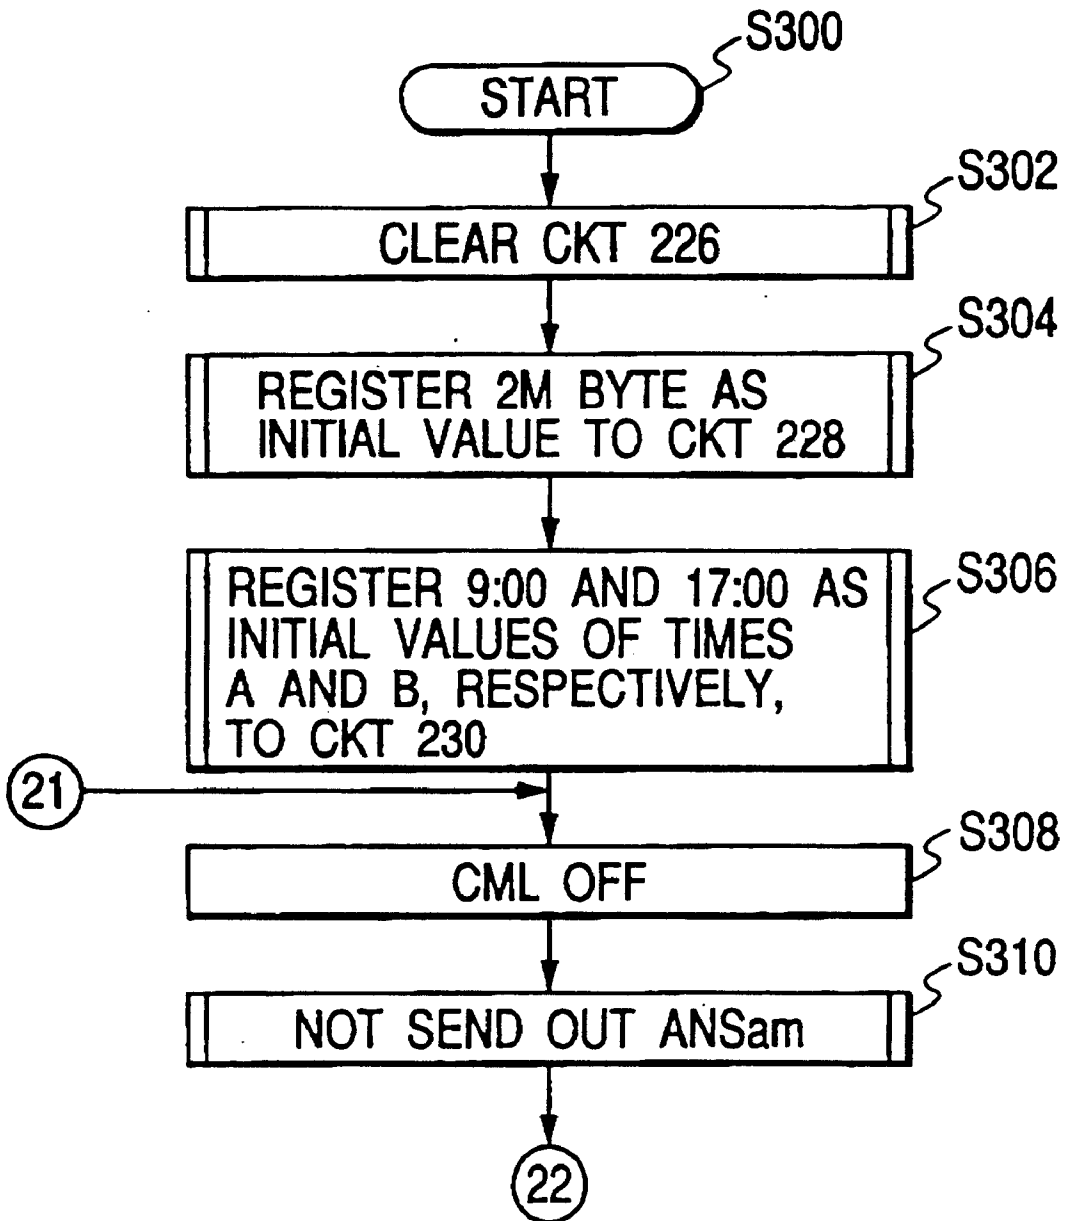 S300
START
S302
CLEAR CKT 226
S304
REGISTER 2M BYTE AS
INITIAL VALUE TO CKT 228
S306
REGISTER 9:00 AND 17:00 AS
INITIAL VALUES OF TIMES
A AND B, RESPECTIVELY,
TO CKT 230
21
S308
CML OFF
S310
NOT SEND OUT ANSam
22